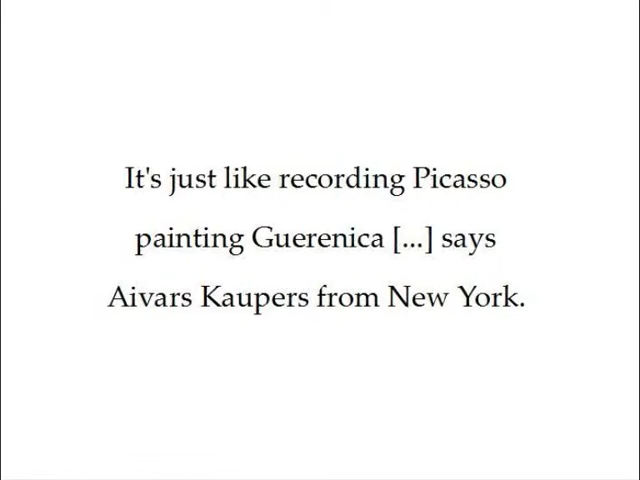 It's just like recording Picasso
painting Guerenica [...] says
Aivars Kaupers from New York.